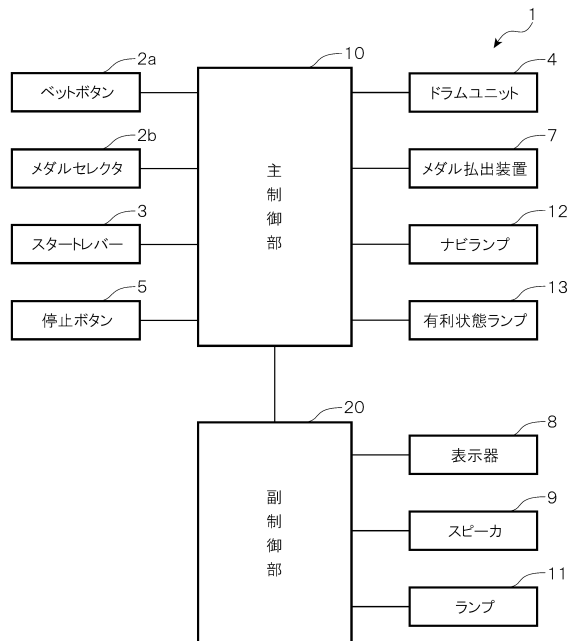 1
10
2a
ベットボタン
4
ドラムユニット
2b
メダルセレクタ
主制御部
7
メダル払出装置
3
スタートレバー
12
ナビランプ
5
停止ボタン
13
有利状態ランプ
20
副制御部
8
表示器
9
スピーカ
11
ランプ